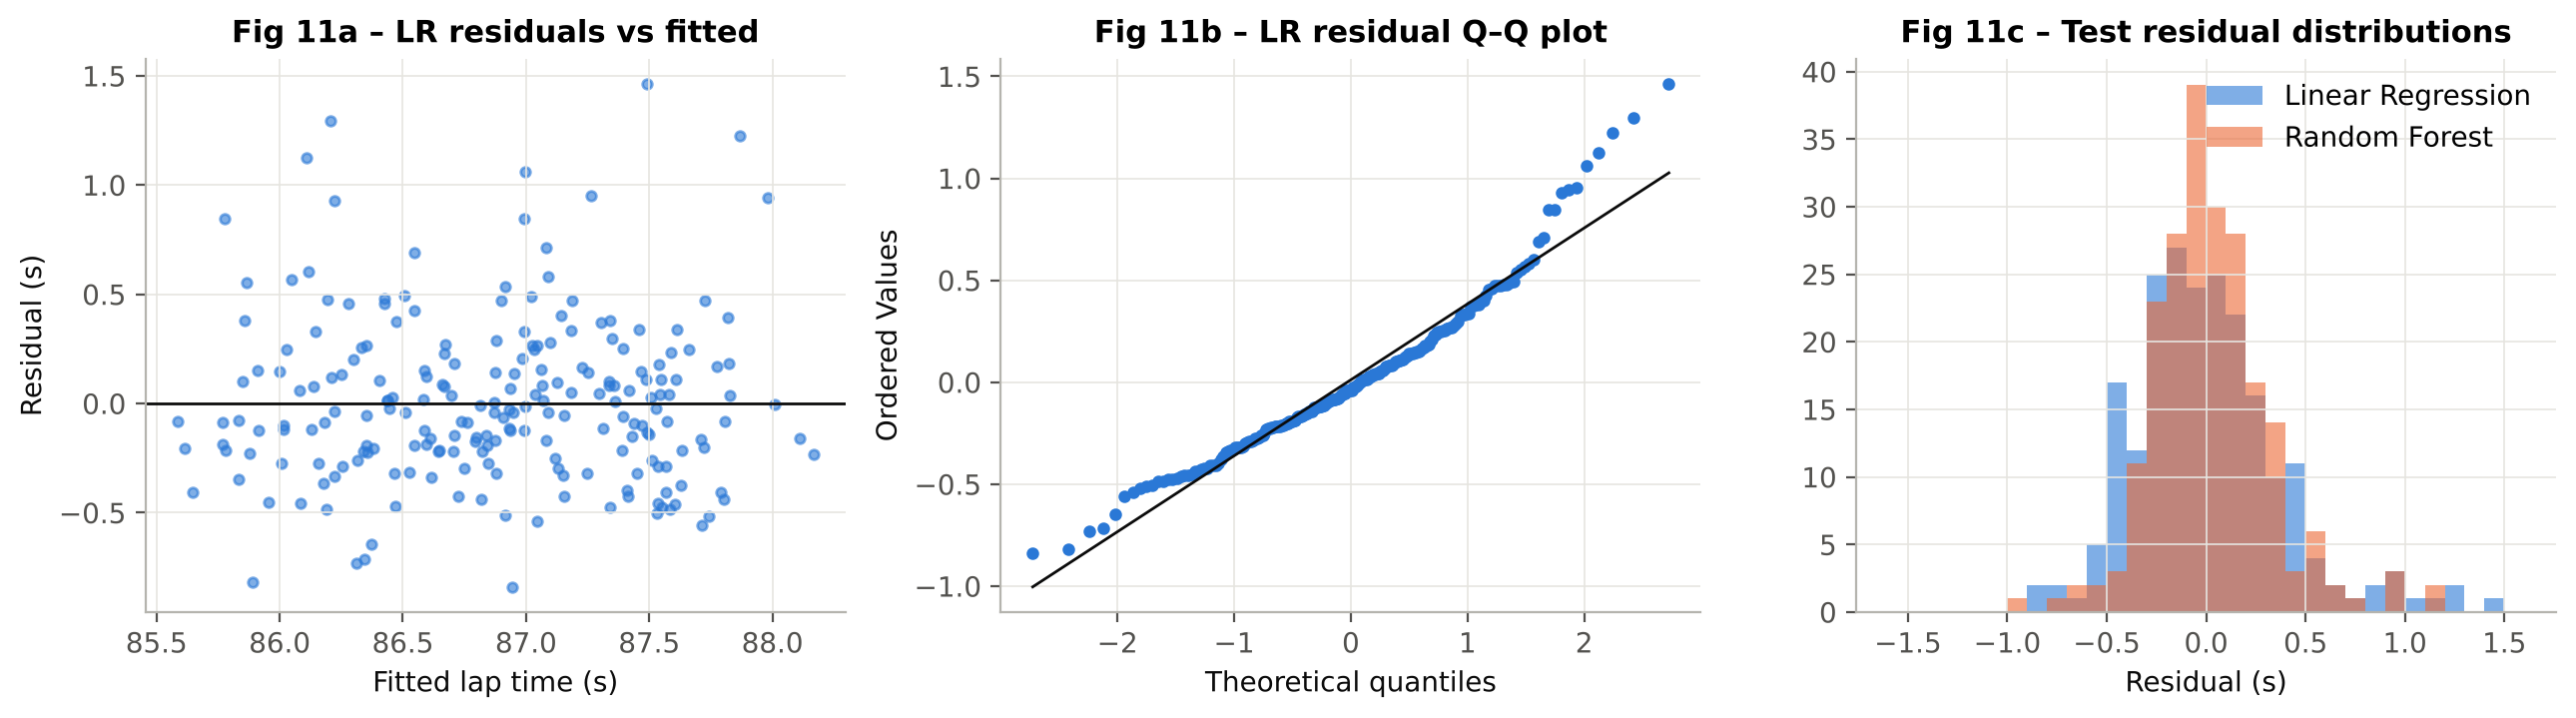 Fig 11a – LR residuals vs fitted
1.5
1.0
0.5
0.0
−0.5
Residual (s)
85.5 86.0 86.5 87.0 87.5 88.0
Fitted lap time (s)
Fig 11b – LR residual Q–Q plot
1.5
1.0
0.5
0.0
−0.5
−1.0
Ordered Values
−2 −1 0 1 2
Theoretical quantiles
Fig 11c – Test residual distributions
40
35
30
25
20
15
10
5
0
Linear Regression
Random Forest
−1.5 −1.0 −0.5 0.0 0.5 1.0 1.5
Residual (s)